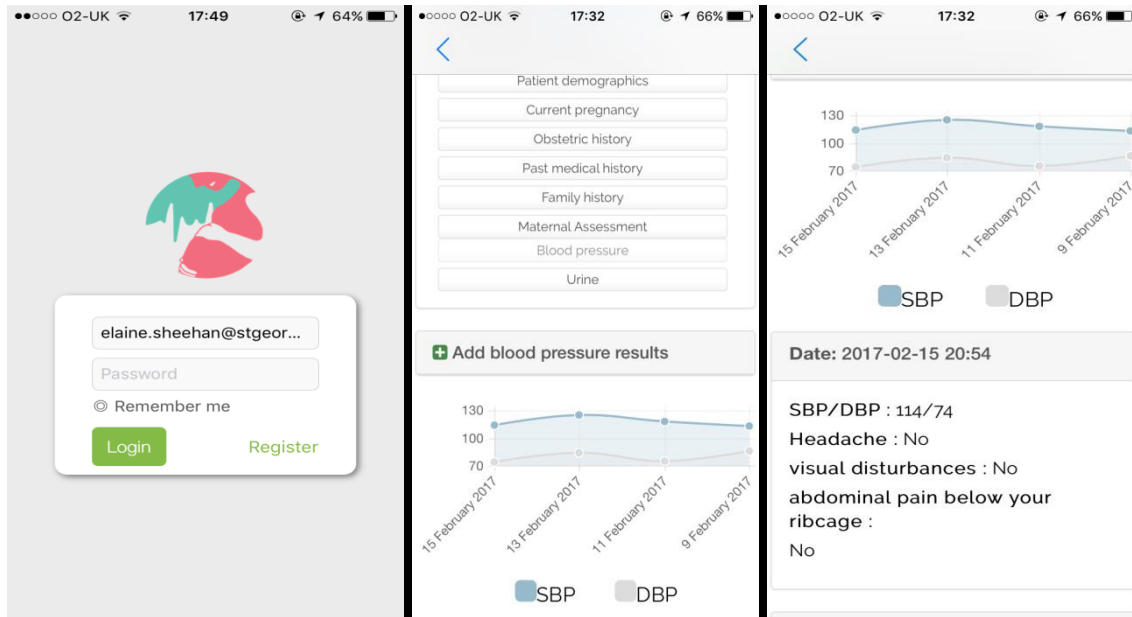 O2-UK 17:49 64%
elaine.sheehan@stgeor...
Password
Remember me
Login Register
O2-UK 17:32 66%
Patient demographics
Current pregnancy
Obstetric history
Past medical history
Family history
Maternal Assessment
Blood pressure
Urine
Add blood pressure results
130
100
70
15 February 2017 13 February 2017 11 February 2017 9 February 2017
SBP DBP
O2-UK 17:32 66%
130
100
70
15 February 2017 13 February 2017 11 February 2017 9 February 2017
SBP DBP
Date: 2017-02-15 20:54
SBP/DBP : 114/74
Headache : No
visual disturbances : No
abdominal pain below your
ribcage :
No